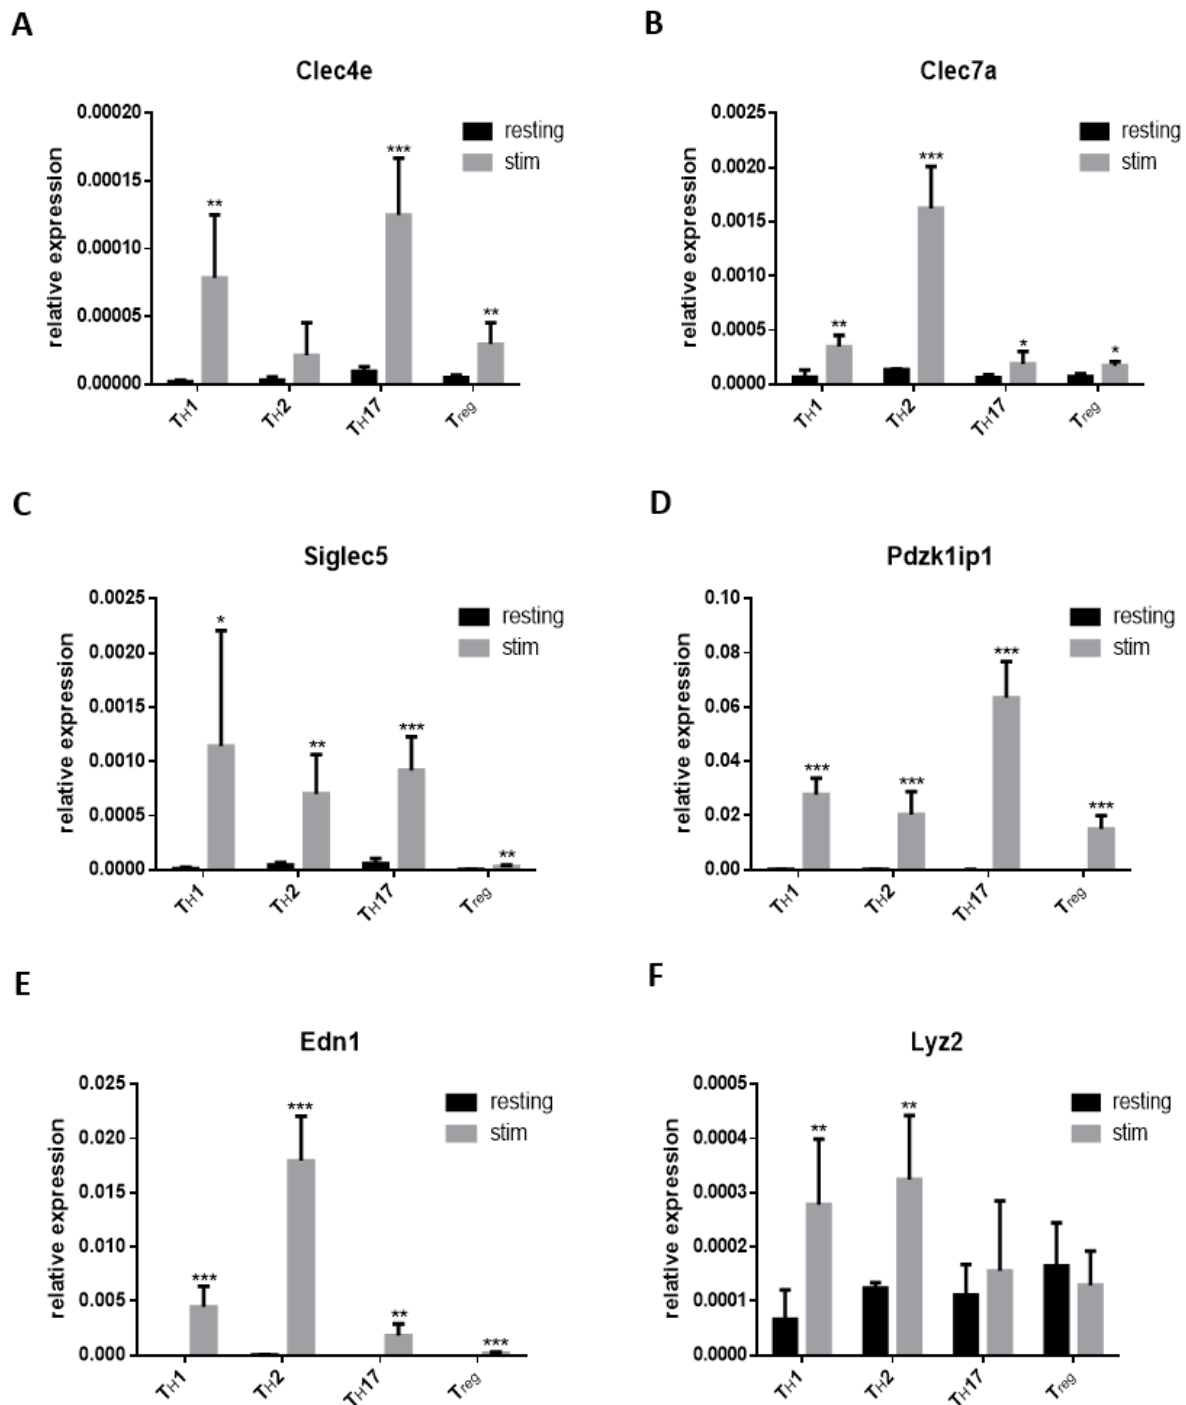 A
Clec4e
0.00020
0.00015
0.00010
0.00005
0.00000
relative expression
resting
stim
**
***
**
TH1
TH2
TH17
Treg
B
Clec7a
0.0025
0.0020
0.0015
0.0010
0.0005
0.0000
relative expression
resting
stim
**
***
*
*
TH1
TH2
TH17
Treg
C
Siglec5
0.0025
0.0020
0.0015
0.0010
0.0005
0.0000
relative expression
resting
stim
*
**
***
**
TH1
TH2
TH17
Treg
D
Pdzk1ip1
0.10
0.08
0.06
0.04
0.02
0.00
relative expression
resting
stim
***
***
***
***
TH1
TH2
TH17
Treg
E
Edn1
0.025
0.020
0.015
0.010
0.005
0.000
relative expression
resting
stim
***
***
**
***
TH1
TH2
TH17
Treg
F
Lyz2
0.0005
0.0004
0.0003
0.0002
0.0001
0.0000
relative expression
resting
stim
**
**
TH1
TH2
TH17
Treg